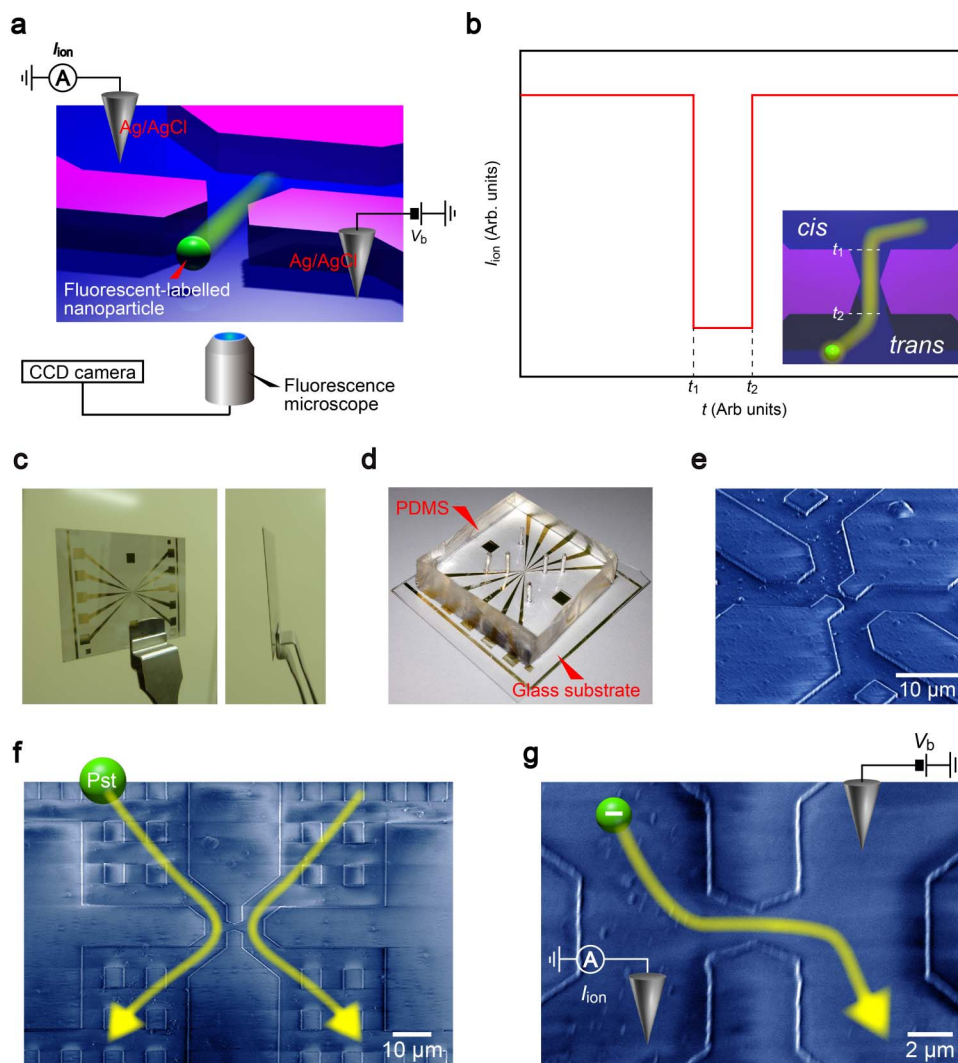 a
I_ion
A
Ag/AgCl
V_b
Ag/AgCl
Fluorescent-labelled
nanoparticle
CCD camera
Fluorescence
microscope
b
I_ion (Arb. units)
cis
t_1
t_2
trans
t_1
t_2
t (Arb units)
c
d
PDMS
Glass substrate
e
10 µm
f
Pst
10 µm
g
V_b
A
I_ion
2 µm